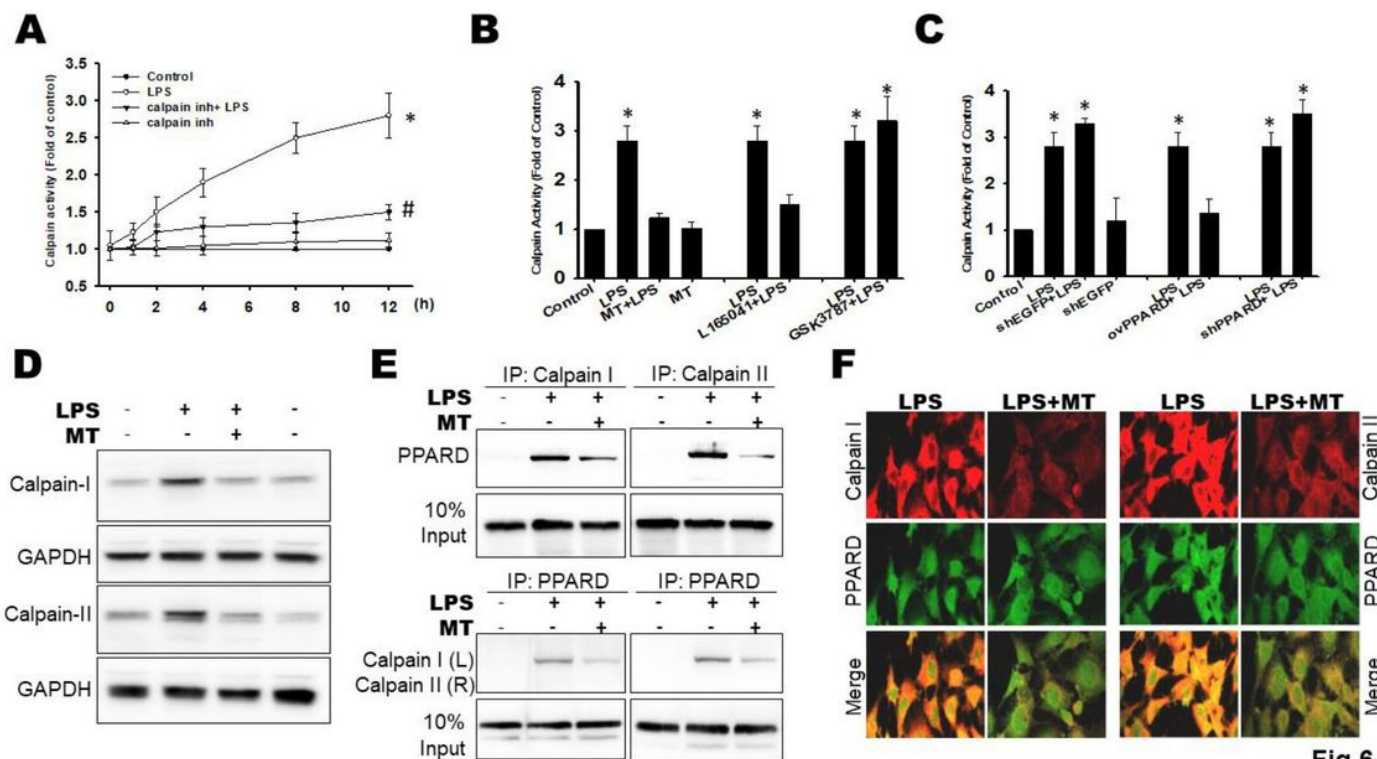 A
Calpain activity (Fold of control)
3.5
3.0
2.5
2.0
1.5
1.0
0.5
Control
LPS
calpain inh+ LPS
calpain inh
*
#
0 2 4 6 8 10 12 (h)
B
Calpain Activity (Fold of Control)
4
3
2
1
0
* * * *
Control
LPS
MT+LPS
MT
LPS
L165041+LPS
LPS
GSK3787+LPS
C
Calpain Activity (Fold of Control)
4
3
2
1
0
* * * * *
Control
LPS
shEGFP+LPS
shEGFP
LPS
ovPPARD+ LPS
LPS
shPPARD+ LPS
D
LPS - + + -
MT - - + -
Calpain-I
GAPDH
Calpain-II
GAPDH
E
IP: Calpain I IP: Calpain II
LPS - + + - + +
MT - - + - - +
PPARD
10%
Input
IP: PPARD IP: PPARD
LPS - + + - + +
MT - - + - - +
Calpain I (L)
Calpain II (R)
10%
Input
F
LPS LPS+MT LPS LPS+MT
Calpain I
PPARD
Merge
Calpain II
PPARD
Merge
Fig 6